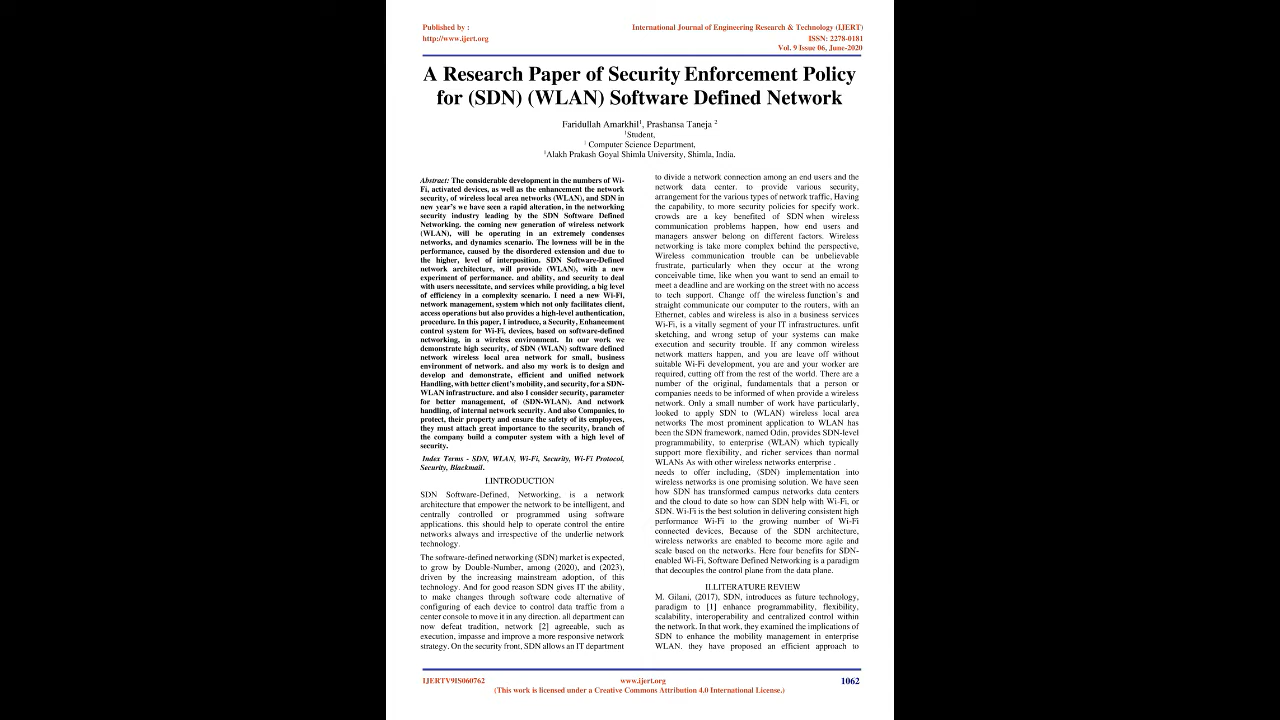 Published by :
http://www.ijert.org
International Journal of Engineering Research & Technology (IJERT)
ISSN: 2278-0181
Vol. 9 Issue 06, June-2020
A Research Paper of Security Enforcement Policy
for (SDN) (WLAN) Software Defined Network
Faridullah Amarkhil¹, Prashansa Taneja ²
¹Student,
¹ Computer Science Department,
¹Alakh Prakash Goyal Shimla University, Shimla, India.
Abstract: The considerable development in the numbers of Wi-
Fi, activated devices, as well as the enhancement the network
security, of wireless local area networks (WLAN), and SDN in
new year's we have seen a rapid alteration, in the networking
security industry leading by the SDN Software Defined
Networking. the coming new generation of wireless network
(WLAN), will be operating in an extremely condenses
networks, and dynamics scenario. The lowness will be in the
performance, caused by the disordered extension and due to
the higher, level of interposition. SDN Software-Defined
network architecture, will provide (WLAN), with a new
experiment of performance. and ability, and security to deal
with users necessitate, and services while providing, a big level
of efficiency in a complexity scenario. I need a new Wi-FI,
network management, system which not only facilitates client,
access operations but also provides a high-level authentication,
procedure. In this paper, I introduce, a Security, Enhancement
control system for Wi-Fi, devices, based on software-defined
networking, in a wireless environment. In our work we
demonstrate high security, of SDN (WLAN) software defined
network wireless local area network for small, business
environment of network. and also my work is to design and
develop and demonstrate, efficient and unified network
Handling, with better client's mobility, and security, for a SDN-
WLAN infrastructure. and also I consider security, parameter
for better management, of (SDN-WLAN). And network
handling, of internal network security. And also Companies, to
protect, their property and ensure the safety of its employees,
they must attach great importance to the security, branch of
the company build a computer system with a high level of
security.
Index Terms - SDN, WLAN, Wi-Fi, Security, Wi-Fi Protocol,
Security, Blackmail.
I.INTRODUCTION
SDN Software-Defined, Networking, is a network
architecture that empower the network to be intelligent, and
centrally controlled or programmed using software
applications. this should help to operate control the entire
networks always and irrespective of the underlie network
technology.
The software-defined networking (SDN) market is expected,
to grow by Double-Number, among (2020), and (2023),
driven by the increasing mainstream adoption, of this
technology. And for good reason SDN gives IT the ability,
to make changes through software code alternative of
configuring of each device to control data traffic from a
center console to move it in any direction. all department can
now defeat tradition, network [2] agreeable, such as
execution, impasse and improve a more responsive network
strategy. On the security front, SDN allows an IT department
to divide a network connection among an end users and the
network data center. to provide various security,
arrangement for the various types of network traffic, Having
the capability, to more security policies for specify work.
crowds are a key benefited of SDN when wireless
communication problems happen, how end users and
managers answer belong on different factors. Wireless
networking is take more complex behind the perspective,
Wireless communication trouble can be unbelievable
frustrate, particularly when they occur at the wrong
conceivable time, like when you want to send an email to
meet a deadline and are working on the street with no access
to tech support. Change off the wireless function's and
straight communicate our computer to the routers, with an
Ethernet, cables and wireless is also in a business services
Wi-Fi, is a vitally segment of your IT infrastructures. unfit
sketching, and wrong setup of your systems can make
execution and security trouble. If any common wireless
network matters happen, and you are leave off without
suitable Wi-Fi development, you are and your worker are
required, cutting off from the rest of the world. There are a
number of the original, fundamentals that a person or
companies needs to be informed of when provide a wireless
network. Only a small number of work have particularly,
looked to apply SDN to (WLAN) wireless local area
networks The most prominent application to WLAN has
been the SDN framework, named Odin, provides SDN-level
programmability, to enterprise (WLAN) which typically
support more flexibility, and richer services than normal
WLANs As with other wireless networks enterprise .
needs to offer including, (SDN) implementation into
wireless networks is one promising solution. We have seen
how SDN has transformed campus networks data centers
and the cloud to date so how can SDN help with Wi-Fi, or
SDN. Wi-Fi is the best solution in delivering consistent high
performance Wi-Fi to the growing number of Wi-Fi
connected devices, Because of the SDN architecture,
wireless networks are enabled to become more agile and
scale based on the networks. Here four benefits for SDN-
enabled Wi-Fi, Software Defined Networking is a paradigm
that decouples the control plane from the data plane.
II.LITERATURE REVIEW
M. Gilani, (2017), SDN, introduces as future technology,
paradigm to [1] enhance programmability, flexibility,
scalability, interoperability and centralized control within
the network. In that work, they examined the implications of
SDN to enhance the mobility management in enterprise
WLAN. they have proposed an efficient approach to
IJERTV9IS060762
www.ijert.org
1062
(This work is licensed under a Creative Commons Attribution 4.0 International License.)